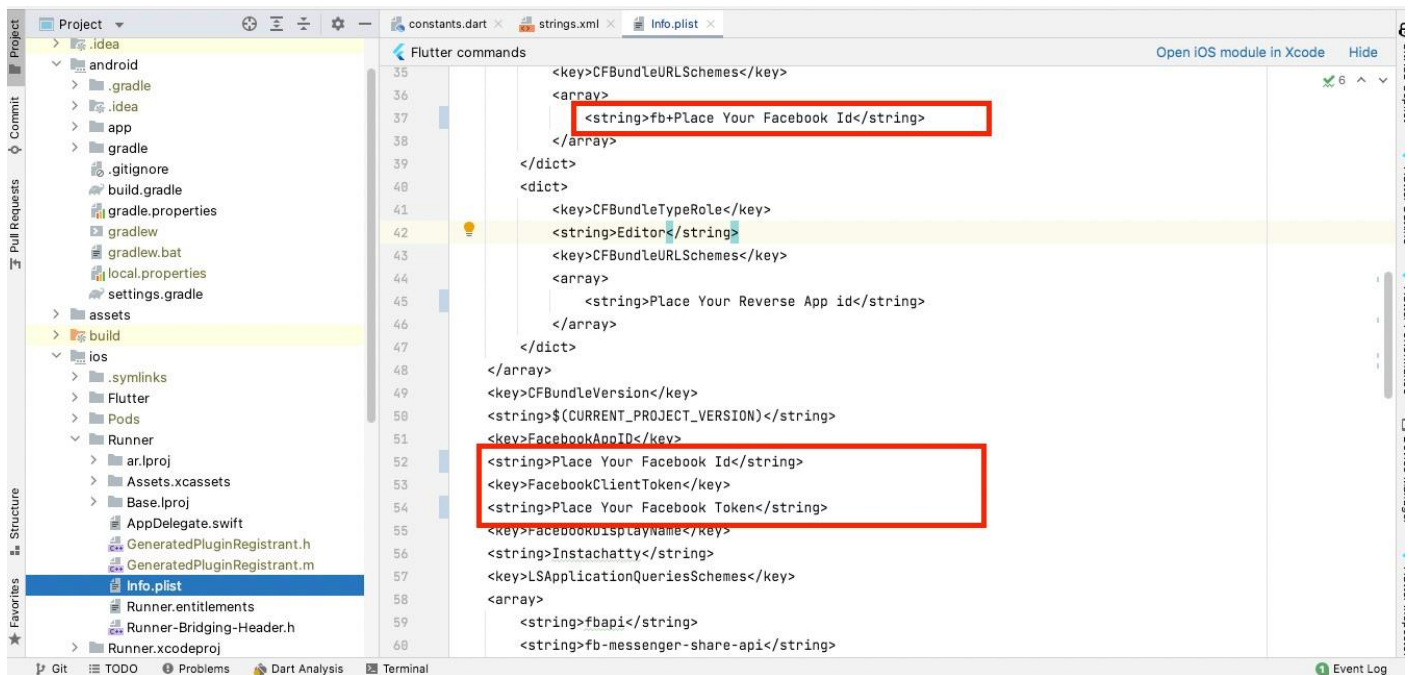 Project
constants.dart
strings.xml
Info.plist
Flutter commands
Open iOS module in Xcode
Hide
Project
Commit
Pull Requests
Structure
Favorites
.idea
android
.gradle
.idea
app
gradle
.gitignore
build.gradle
gradle.properties
gradlew
gradlew.bat
local.properties
settings.gradle
assets
build
ios
.symlinks
Flutter
Pods
Runner
ar.lproj
Assets.xcassets
Base.lproj
AppDelegate.swift
GeneratedPluginRegistrant.h
GeneratedPluginRegistrant.m
Info.plist
Runner.entitlements
Runner-Bridging-Header.h
Runner.xcodeproj
6
35 <key>CFBundleURLSchemes</key>
36 <array>
37 <string>fb+Place Your Facebook Id</string>
38 </array>
39 </dict>
40 <dict>
41 <key>CFBundleTypeRole</key>
42 <string>Editor</string>
43 <key>CFBundleURLSchemes</key>
44 <array>
45 <string>Place Your Reverse App id</string>
46 </array>
47 </dict>
48 </array>
49 <key>CFBundleVersion</key>
50 <string>$(CURRENT_PROJECT_VERSION)</string>
51 <key>FacebookAppID</key>
52 <string>Place Your Facebook Id</string>
53 <key>FacebookClientToken</key>
54 <string>Place Your Facebook Token</string>
55 <key>FacebookDisplayName</key>
56 <string>Instachatty</string>
57 <key>LSApplicationQueriesSchemes</key>
58 <array>
59 <string>fbapi</string>
60 <string>fb-messenger-share-api</string>
Git
TODO
Problems
Dart Analysis
Terminal
1 Event Log